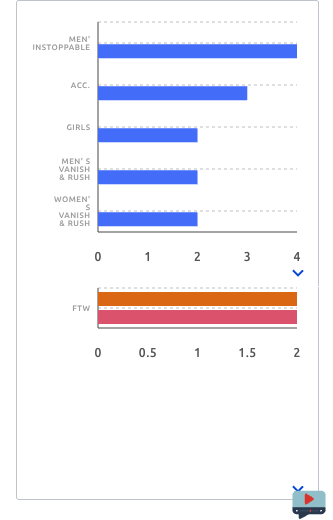 MEN'
INSTOPPABLE
ACC.
GIRLS
MEN' S
VANISH
& RUSH
WOMEN'
S
VANISH
& RUSH
0 1 2 3 4
FTW
0 0.5 1 1.5 2